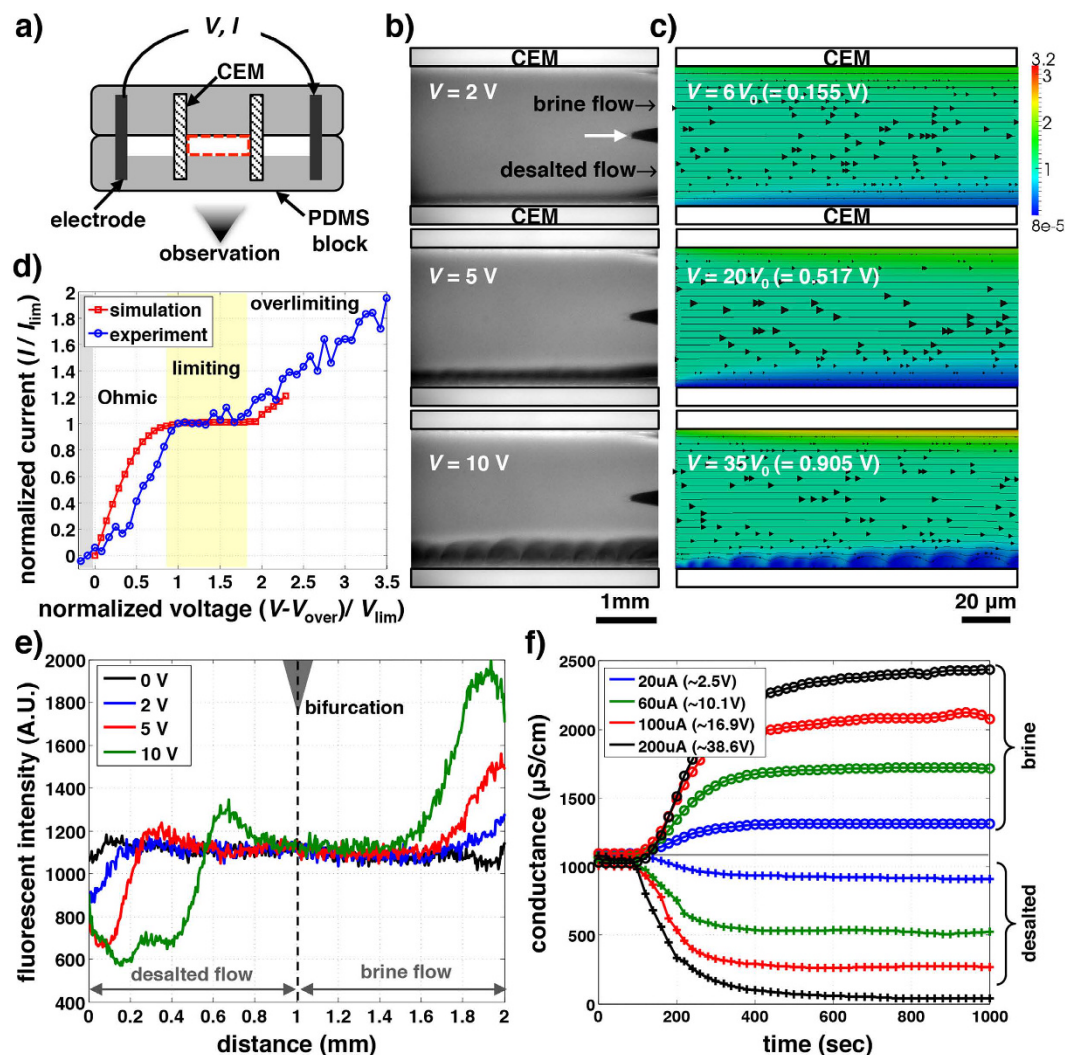 a)
V, I
CEM
electrode
PDMS
block
observation
b)
CEM
V = 2 V
brine flow→
desalted flow→
CEM
V = 5 V
V = 10 V
1mm
c)
CEM
V = 6V₀ (= 0.155 V)
CEM
V = 20V₀ (= 0.517 V)
V = 35V₀ (= 0.905 V)
20 µm
3.2
3
2
1
8e-5
d)
normalized current (I / Ilim)
2
1.8
1.6
1.4
1.2
1
0.8
0.6
0.4
0.2
0
simulation
experiment
overlimiting
limiting
Ohmic
0 0.5 1 1.5 2 2.5 3 3.5
normalized voltage (V-Vover)/ Vlim
e)
fluorescent intensity (A.U.)
2000
1800
1600
1400
1200
1000
800
600
400
0 V
2 V
5 V
10 V
bifurcation
desalted flow
brine flow
0 0.2 0.4 0.6 0.8 1 1.2 1.4 1.6 1.8 2
distance (mm)
f)
conductance (µS/cm)
2500
2000
1500
1000
500
0
20uA (~2.5V)
60uA (~10.1V)
100uA (~16.9V)
200uA (~38.6V)
brine
desalted
0 200 400 600 800 1000
time (sec)